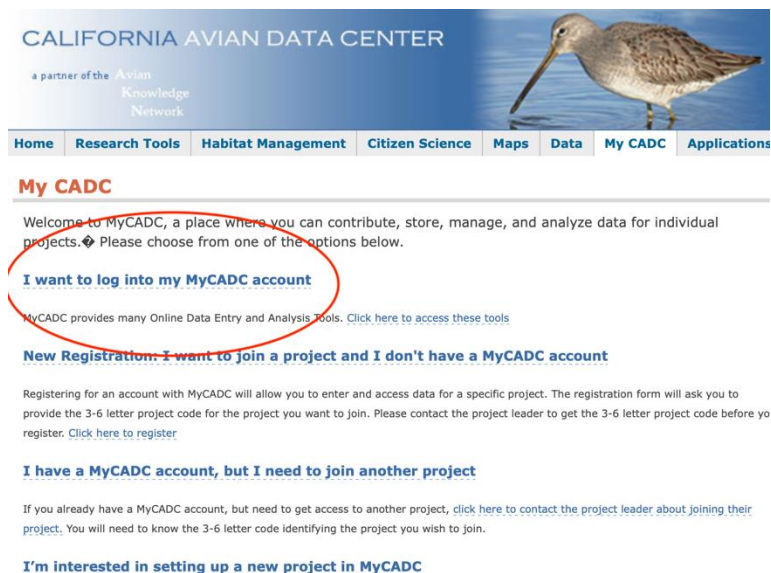 CALIFORNIA AVIAN DATA CENTER
a partner of the Avian
Knowledge
Network
Home Research Tools Habitat Management Citizen Science Maps Data My CADC Applications
My CADC
Welcome to MyCADC, a place where you can contribute, store, manage, and analyze data for individual
projects.� Please choose from one of the options below.
I want to log into my MyCADC account
MyCADC provides many Online Data Entry and Analysis Tools. Click here to access these tools
New Registration: I want to join a project and I don't have a MyCADC account
Registering for an account with MyCADC will allow you to enter and access data for a specific project. The registration form will ask you to
provide the 3-6 letter project code for the project you want to join. Please contact the project leader to get the 3-6 letter project code before yo
register. Click here to register
I have a MyCADC account, but I need to join another project
If you already have a MyCADC account, but need to get access to another project, click here to contact the project leader about joining their
project. You will need to know the 3-6 letter code identifying the project you wish to join.
I’m interested in setting up a new project in MyCADC